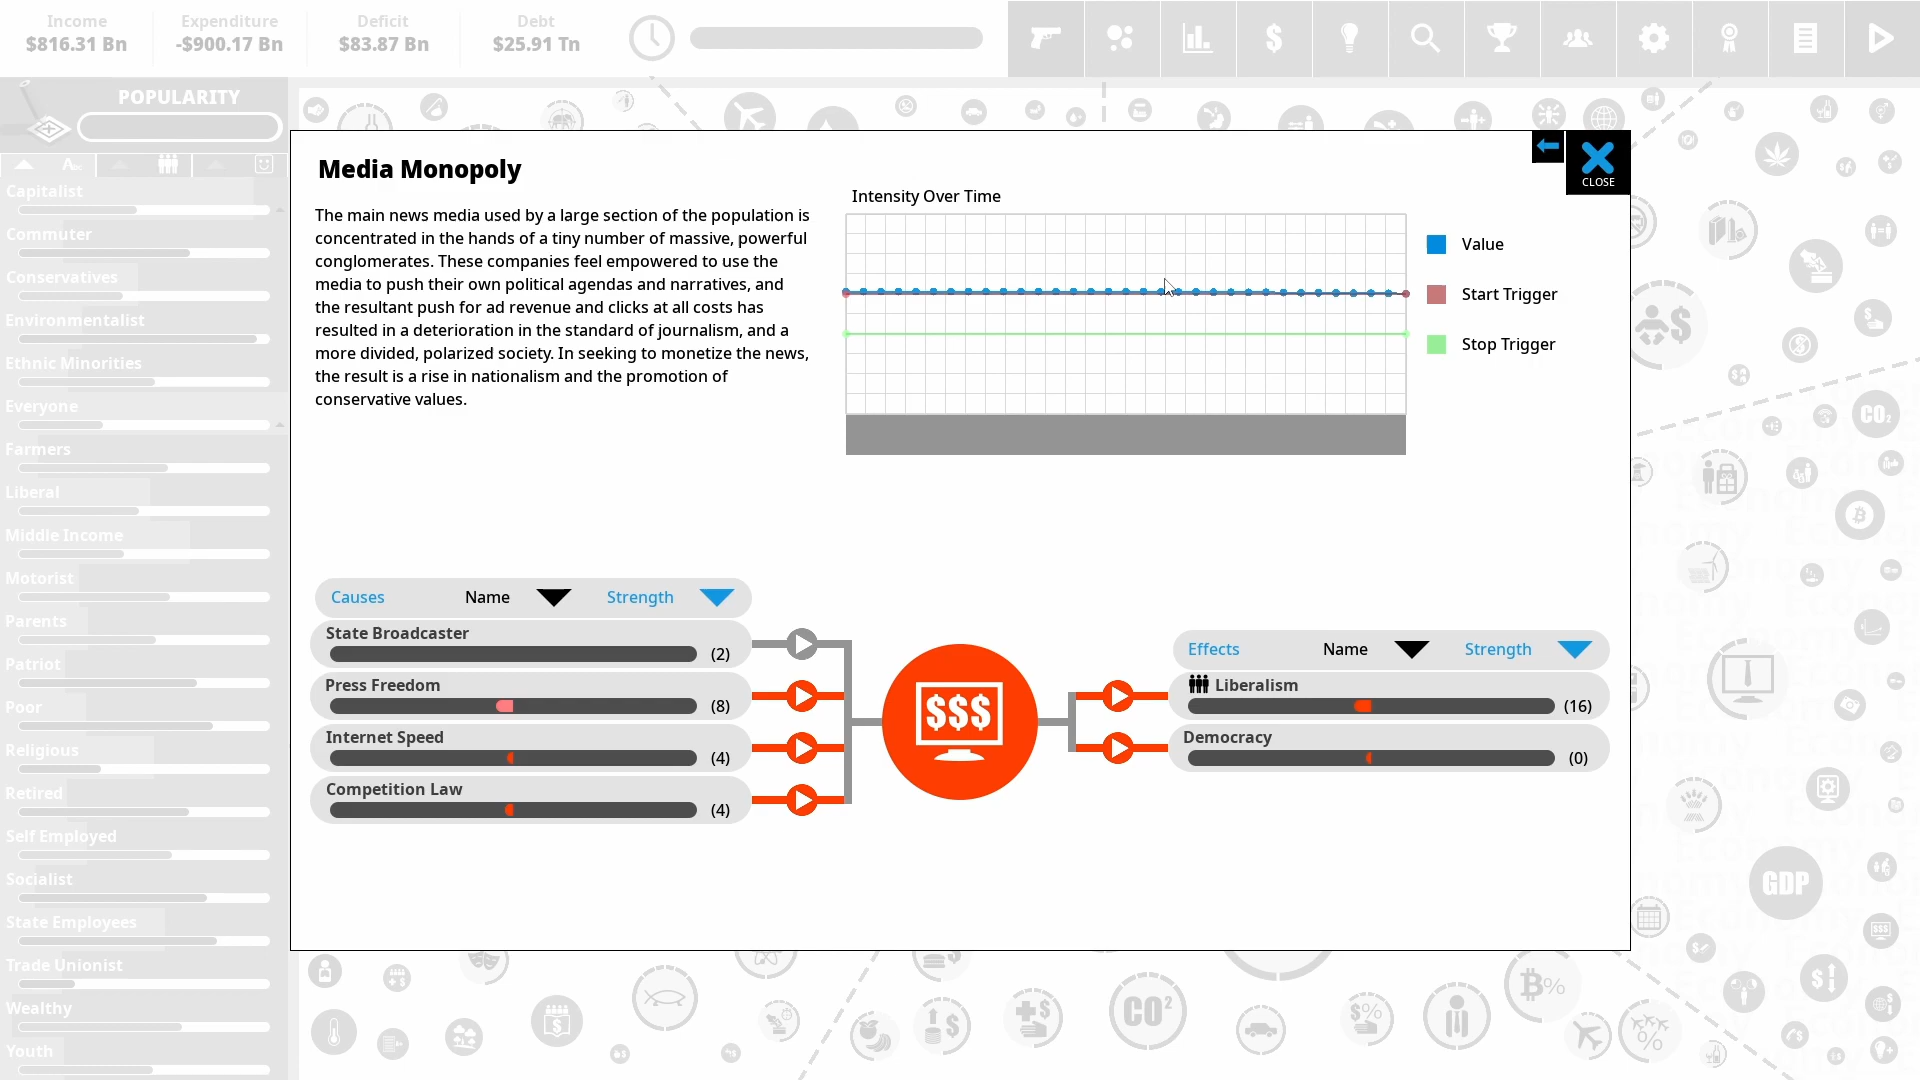 Income
$816.31 Bn
Expenditure
-$900.17 Bn
Deficit
$83.87 Bn
Debt
$25.91 Tn
POPULARITY
Capitalist
Commuter
Conservatives
Environmentalist
Ethnic Minorities
Everyone
Farmers
Liberal
Middle Income
Motorist
Parents
Patriot
Poor
Religious
Retired
Self Employed
Socialist
State Employees
Trade Unionist
Wealthy
Youth
Media Monopoly
The main news media used by a large section of the population is
concentrated in the hands of a tiny number of massive, powerful
conglomerates. These companies feel empowered to use the
media to push their own political agendas and narratives, and
the resultant push for ad revenue and clicks at all costs has
resulted in a deterioration in the standard of journalism, and a
more divided, polarized society. In seeking to monetize the news,
the result is a rise in nationalism and the promotion of
conservative values.
Intensity Over Time
Value
Start Trigger
Stop Trigger
CLOSE
Causes Name Strength
State Broadcaster
(2)
Press Freedom
(8)
Internet Speed
(4)
Competition Law
(4)
$$$
Effects Name Strength
Liberalism
(16)
Democracy
(0)
CO2
GDP
CO2